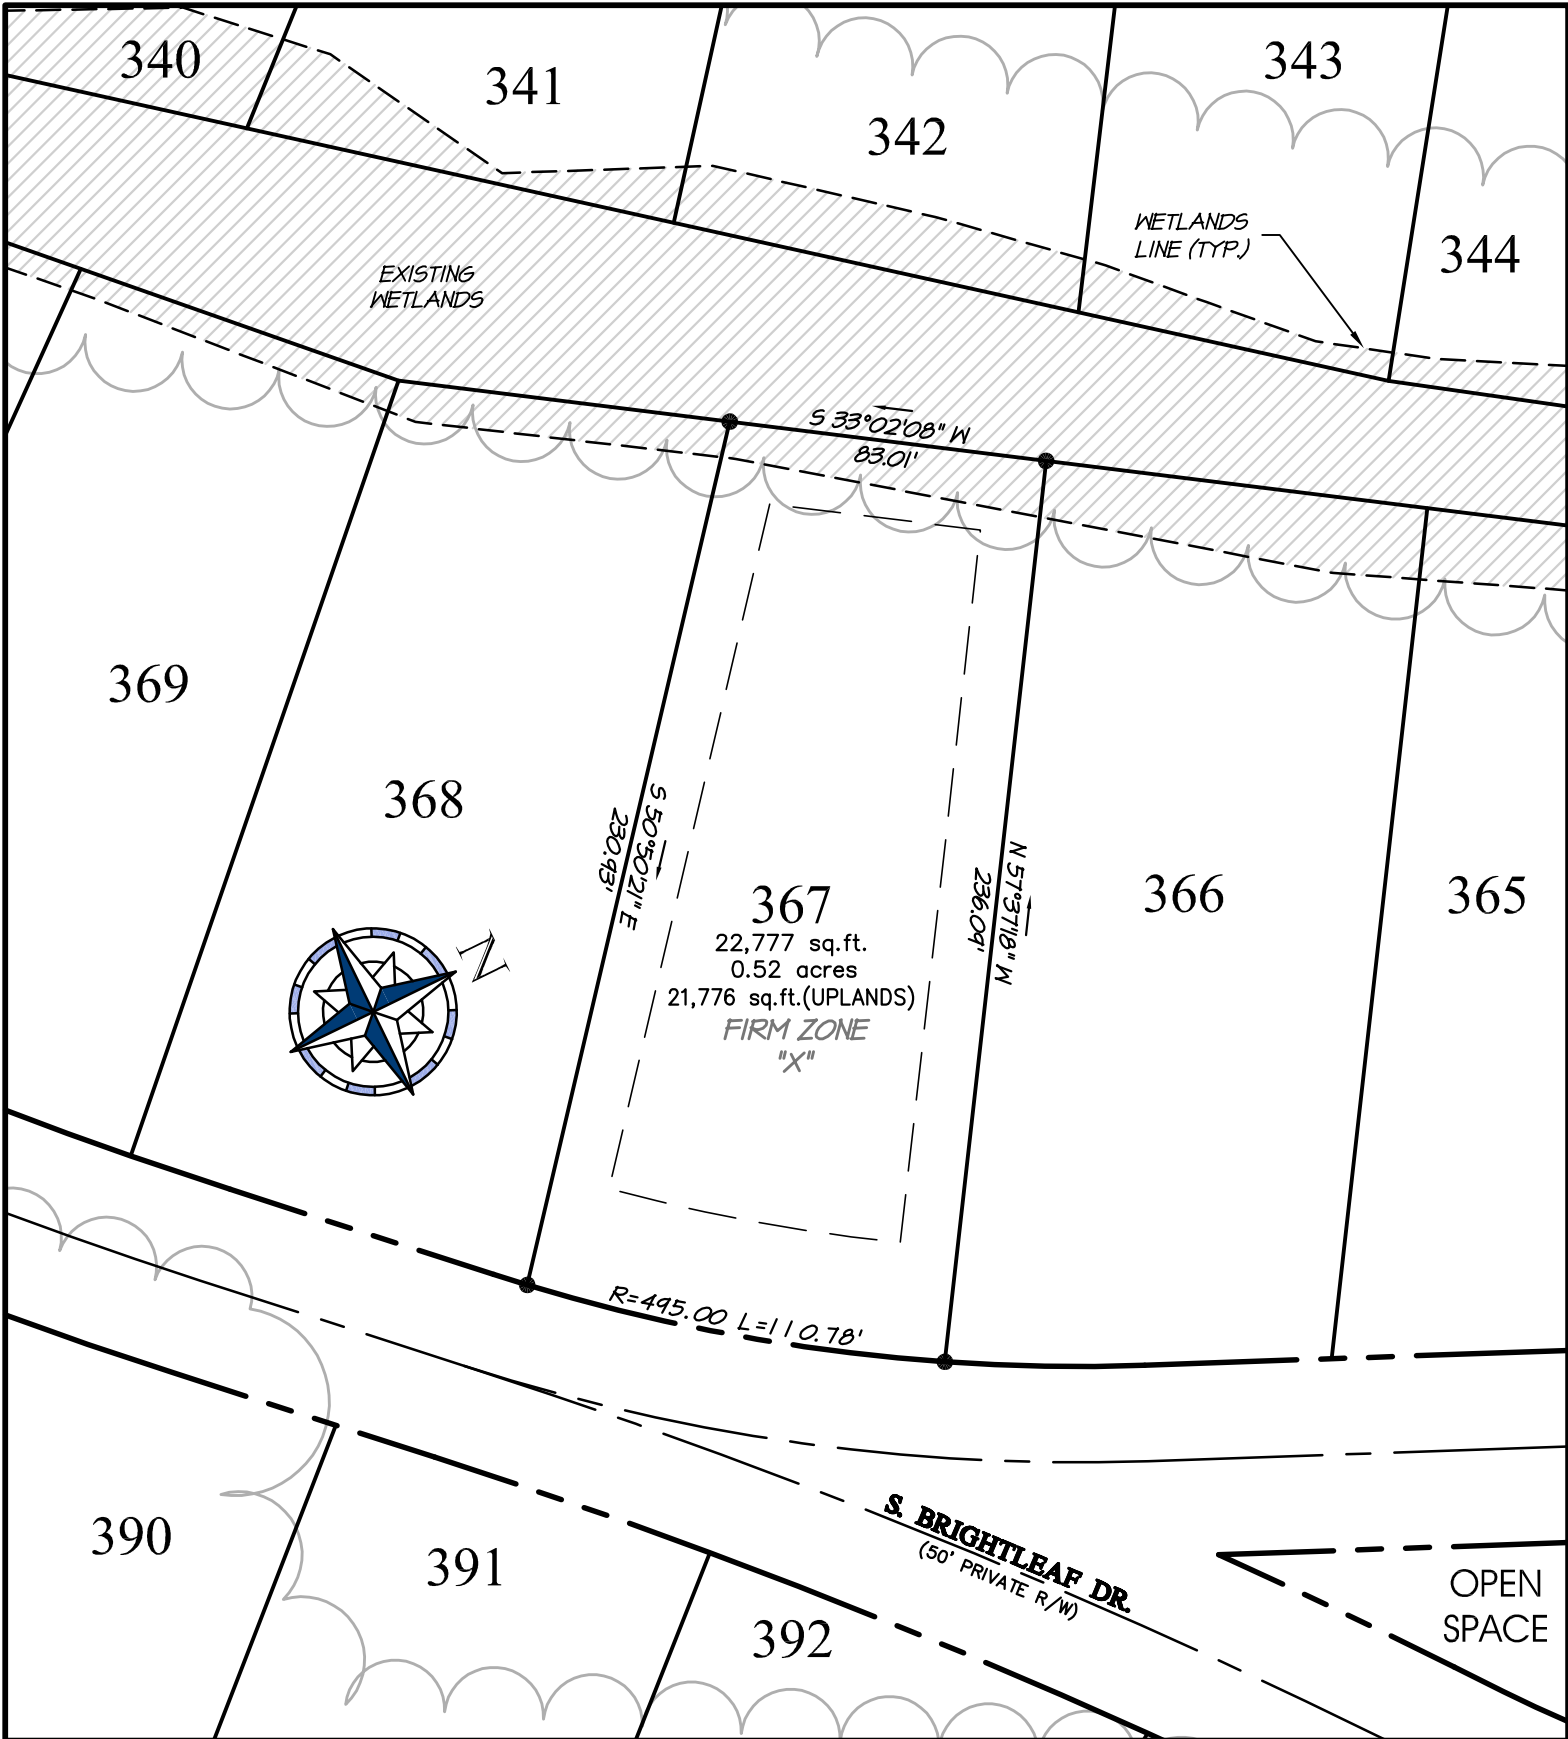 340
341
342
343
344
WETLANDS
LINE (TYP.)
EXISTING
WETLANDS
S 33°02'08" W
83.01'
369
368
S 50°50'21" E
230.93'
367
22,777 sq.ft.
0.52 acres
21,776 sq.ft.(UPLANDS)
FIRM ZONE
"X"
N 57°37'18" W
236.09'
366
365
N
R=495.00 L=110.78'
390
391
392
S. BRIGHTLEAF DR.
(50' PRIVATE R/W)
OPEN
SPACE